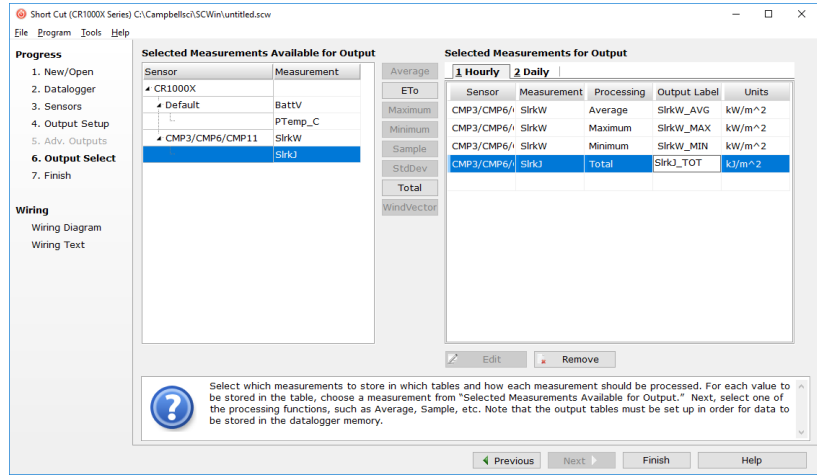 Short Cut (CR1000X Series) C:\Campbellsci\SCWin\untitled.scw
File Program Tools Help
Progress
1. New/Open
2. Datalogger
3. Sensors
4. Output Setup
5. Adv. Outputs
6. Output Select
7. Finish
Wiring
Wiring Diagram
Wiring Text
Selected Measurements Available for Output
Sensor Measurement
CR1000X
Default BattV
PTemp_C
CMP3/CMP6/CMP11 SlrkW
SlrkJ
Average
ETo
Maximum
Minimum
Sample
StdDev
Total
WindVector
Selected Measurements for Output
1 Hourly 2 Daily
Sensor Measurement Processing Output Label Units
CMP3/CMP6/ SlrkW Average SlrkW_AVG kW/m^2
CMP3/CMP6/ SlrkW Maximum SlrkW_MAX kW/m^2
CMP3/CMP6/ SlrkW Minimum SlrkW_MIN kW/m^2
CMP3/CMP6/ SlrkJ Total SlrkJ_TOT kJ/m^2
Edit Remove
Select which measurements to store in which tables and how each measurement should be processed. For each value to
be stored in the table, choose a measurement from "Selected Measurements Available for Output." Next, select one of
the processing functions, such as Average, Sample, etc. Note that the output tables must be set up in order for data to
be stored in the datalogger memory.
Previous Next Finish Help